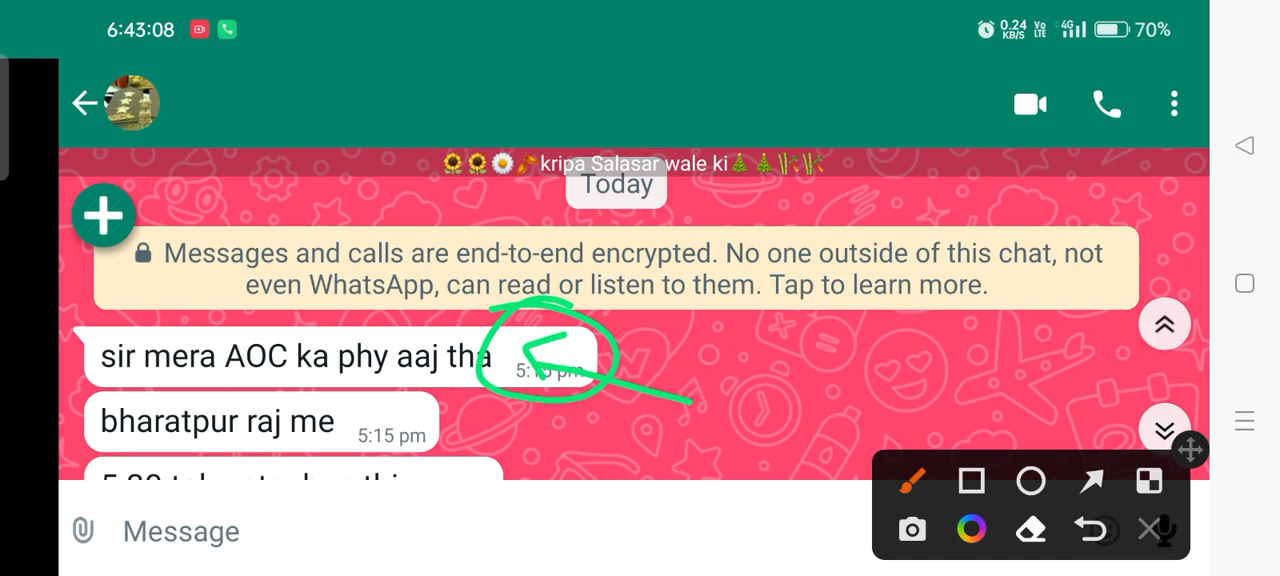 6:43:08
0.24 KB/S Vo LTE 4G 70%
kripa Salasar wale ki
Today
Messages and calls are end-to-end encrypted. No one outside of this chat, not
even WhatsApp, can read or listen to them. Tap to learn more.
sir mera AOC ka phy aaj tha
bharatpur raj me 5:15 pm
Message